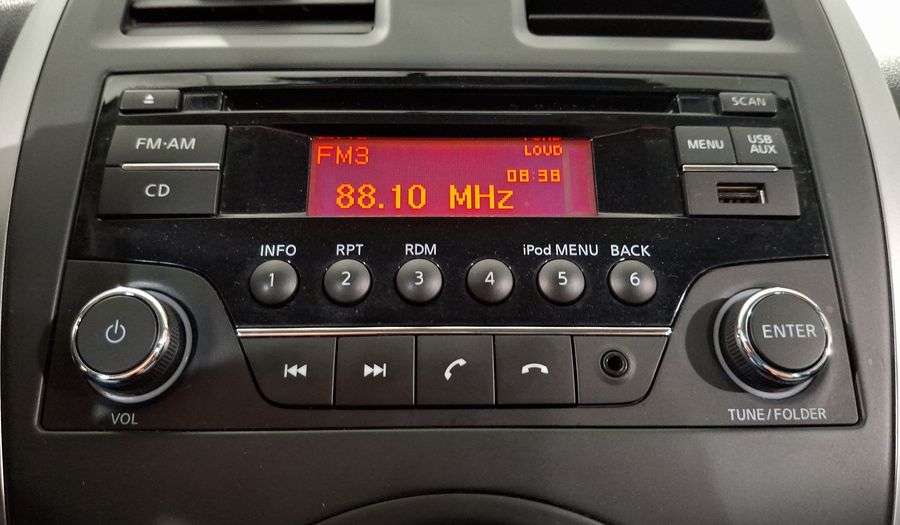 SCAN
FM·AM
CD
FM3
LOUD
08:38
88.10 MHz
MENU
USB
AUX
INFO RPT RDM iPod MENU BACK
1 2 3 4 5 6
VOL
ENTER
TUNE/FOLDER